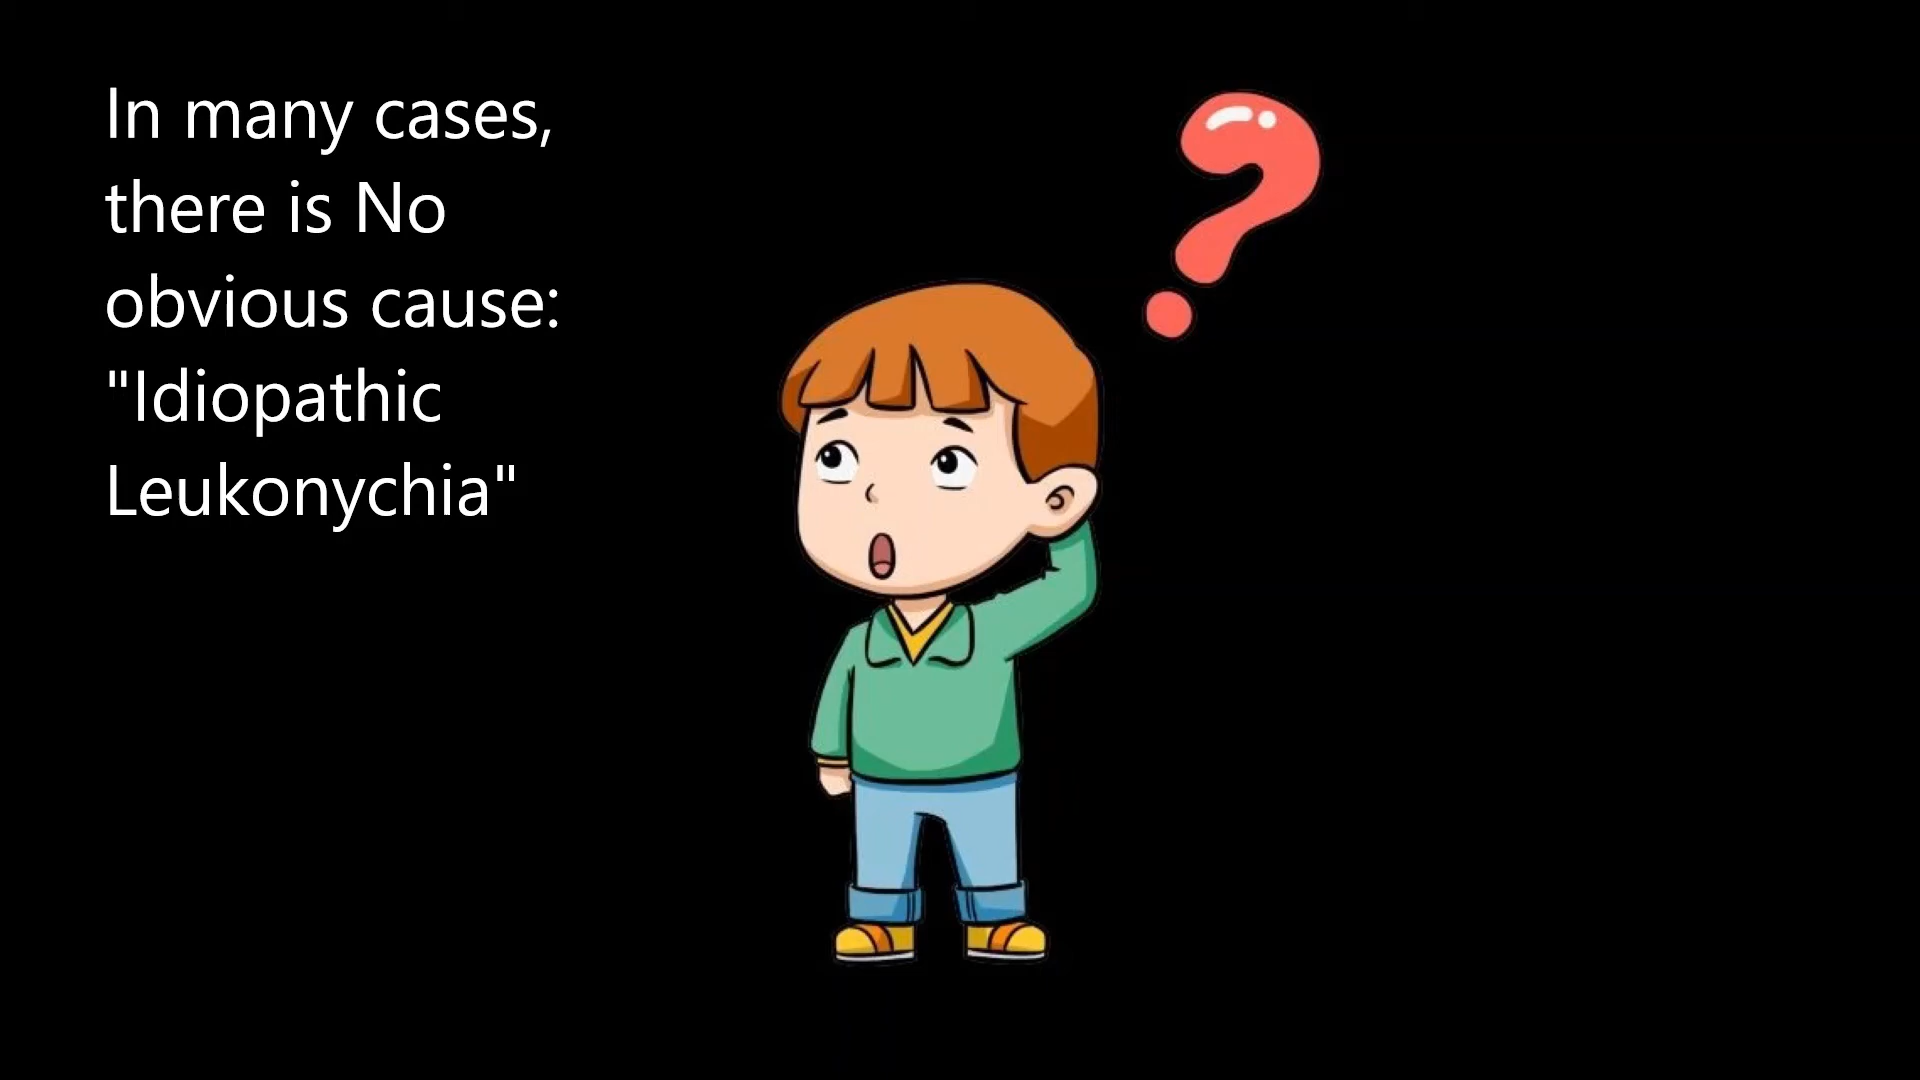 In many cases,
there is No
obvious cause:
"Idiopathic
Leukonychia"